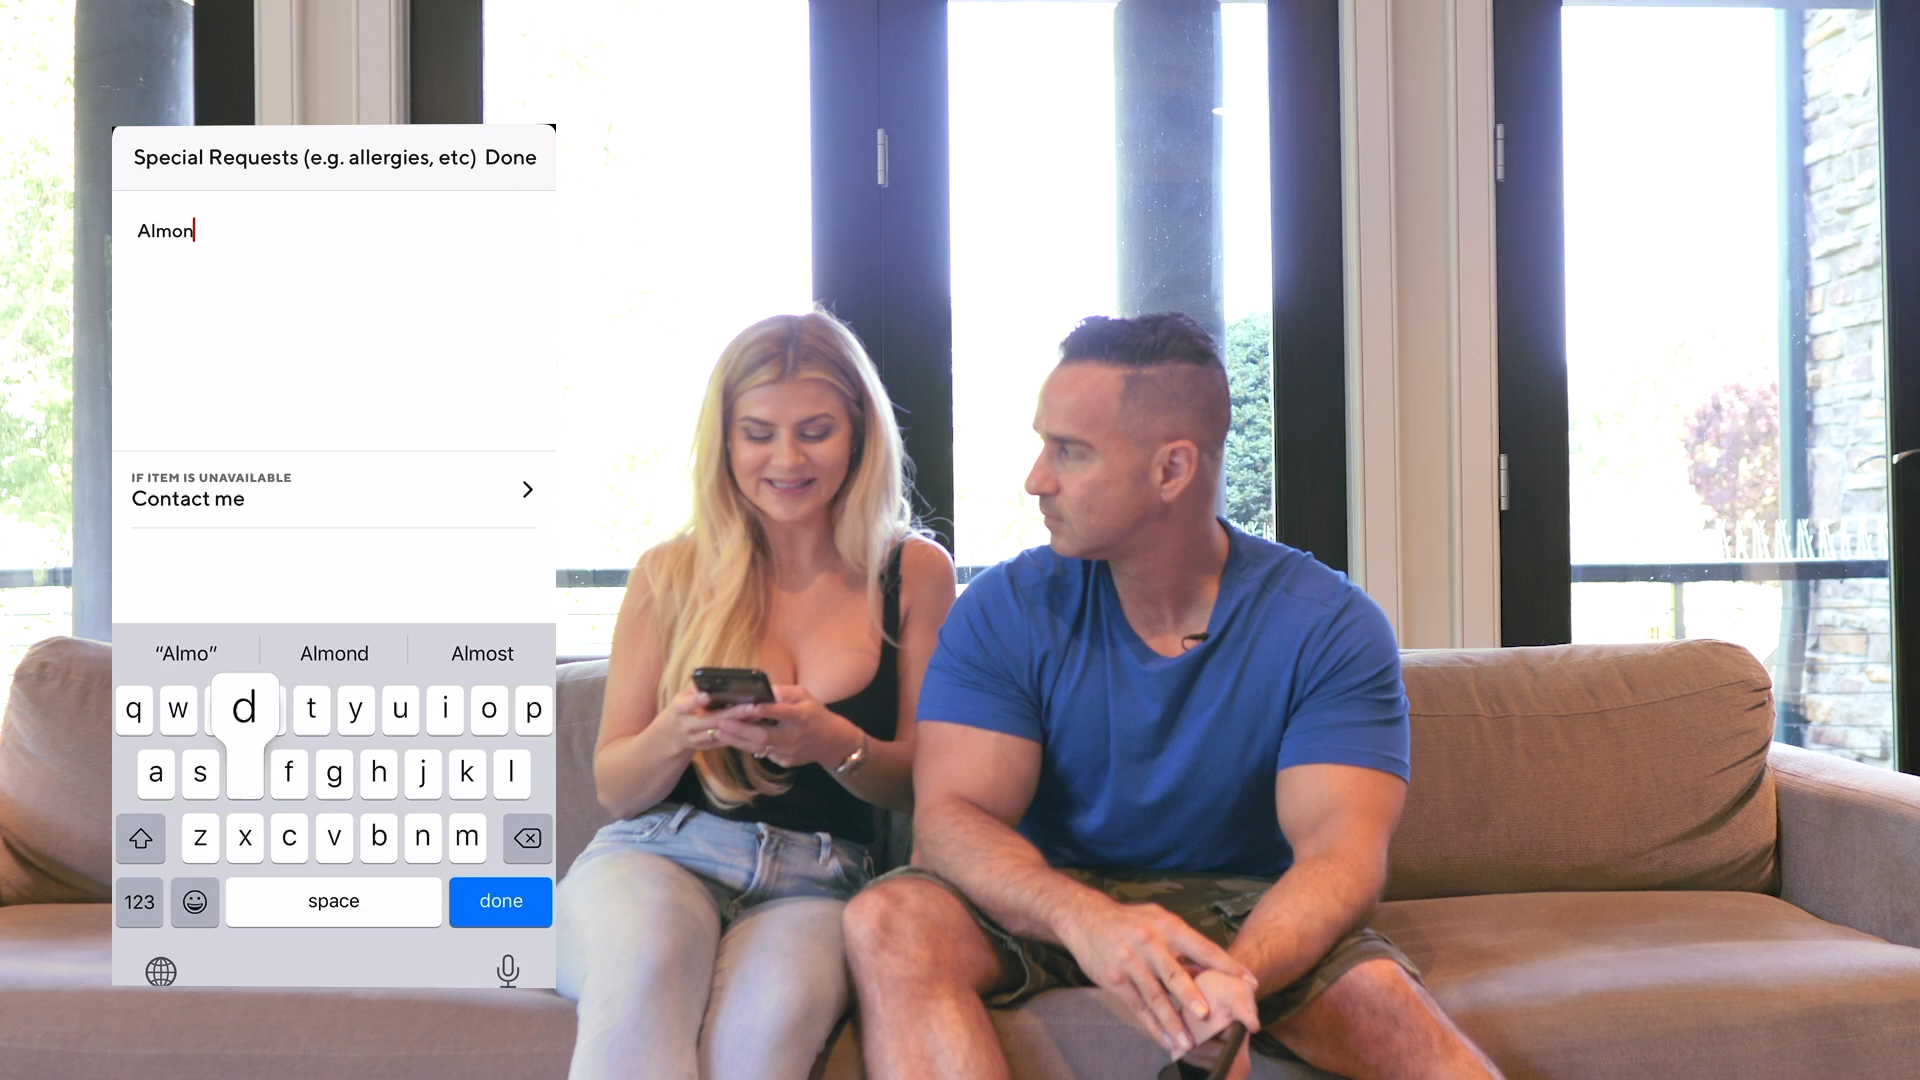 Special Requests (e.g. allergies, etc) Done
Almon
IF ITEM IS UNAVAILABLE
Contact me
“Almo” Almond Almost
q w d t y u i o p
a s f g h j k l
z x c v b n m
123 space done